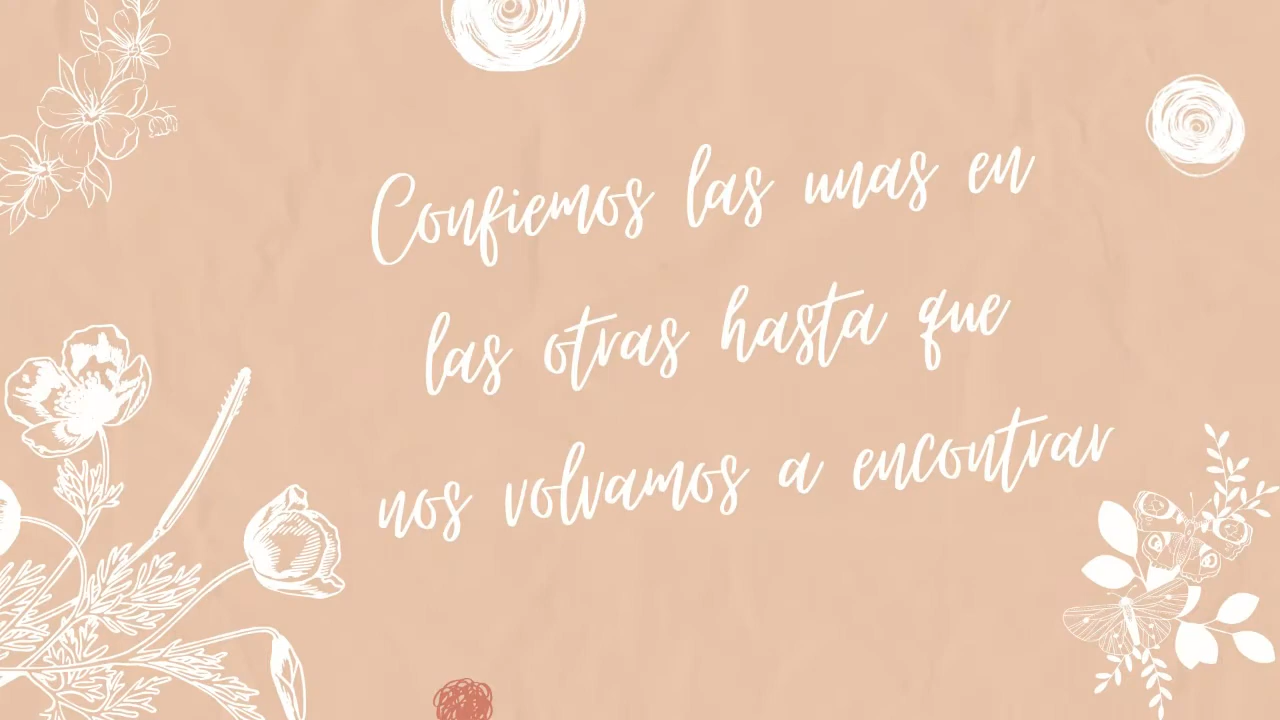 Confiemos las unas en
las otras hasta que
nos volvamos a encontrar